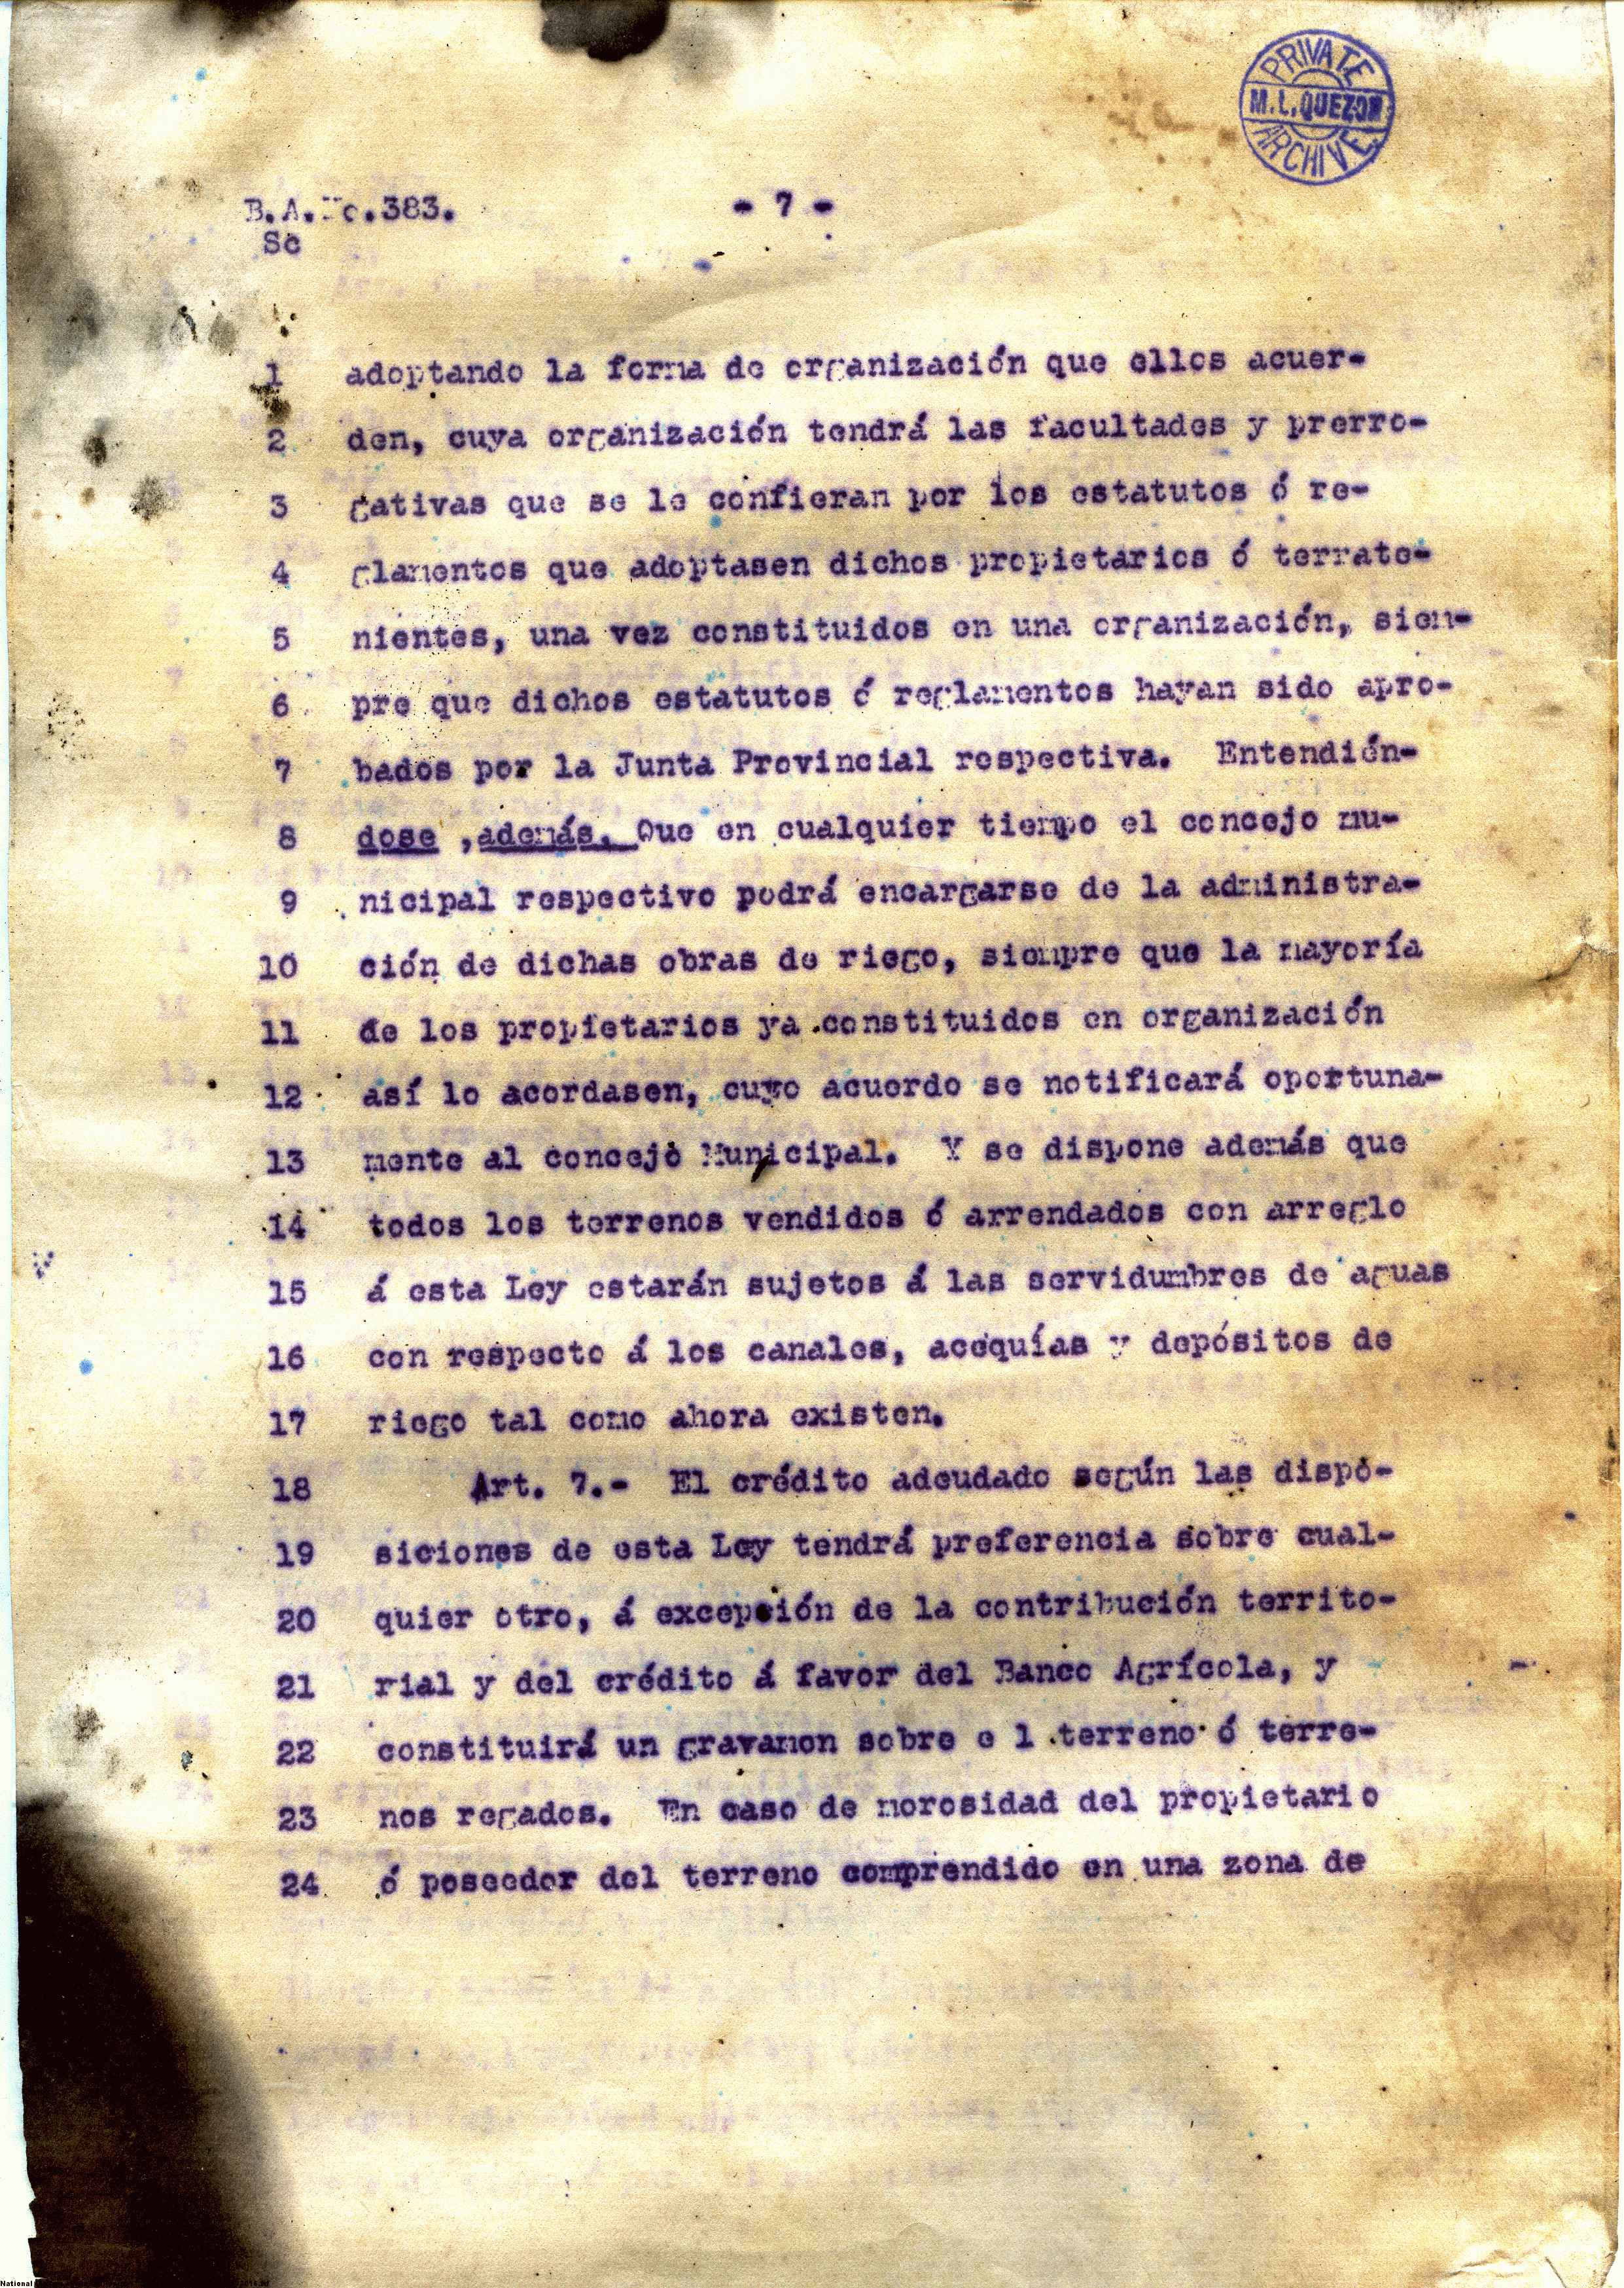 PRIVATE
M.L.QUEZON
ARCHIVE
B.A.No.383.
- 7 -
Sc
1 adoptando la forma de organización que ellos acuer-
2 den, cuya organización tendrá las facultades y prerro-
3 gativas que se le confieran por los estatutos ó re-
4 glamentos que adoptasen dichos propietarios ó terrate-
5 nientes, una vez constituidos en una organización, siem-
6 pre que dichos estatutos ó reglamentos hayan sido apro-
7 bados por la Junta Provincial respectiva. Entendién-
8 dose ,además, Que en cualquier tiempo el concejo mu-
9 nicipal respectivo podrá encargarse de la administra-
10 ción de dichas obras de riego, siempre que la mayoría
11 de los propietarios ya constituidos en organización
12 así lo acordasen, cuyo acuerdo se notificará oportuna-
13 mente al concejo Municipal. Y se dispone además que
14 todos los terrenos vendidos ó arrendados con arreglo
15 á esta Ley estarán sujetos á las servidumbres de aguas
16 con respecto á los canales, acequías y depósitos de
17 riego tal como ahora existen.
18 Art. 7.- El crédito adeudado según las dispo-
19 siciones de esta Ley tendrá preferencia sobre cual-
20 quier otro, á excepción de la contribución territo-
21 rial y del crédito á favor del Banco Agrícola, y
22 constituirá un gravamen sobre e l terreno ó terre-
23 nos regados. En caso de morosidad del propietario
24 ó poseedor del terreno comprendido en una zona de
National